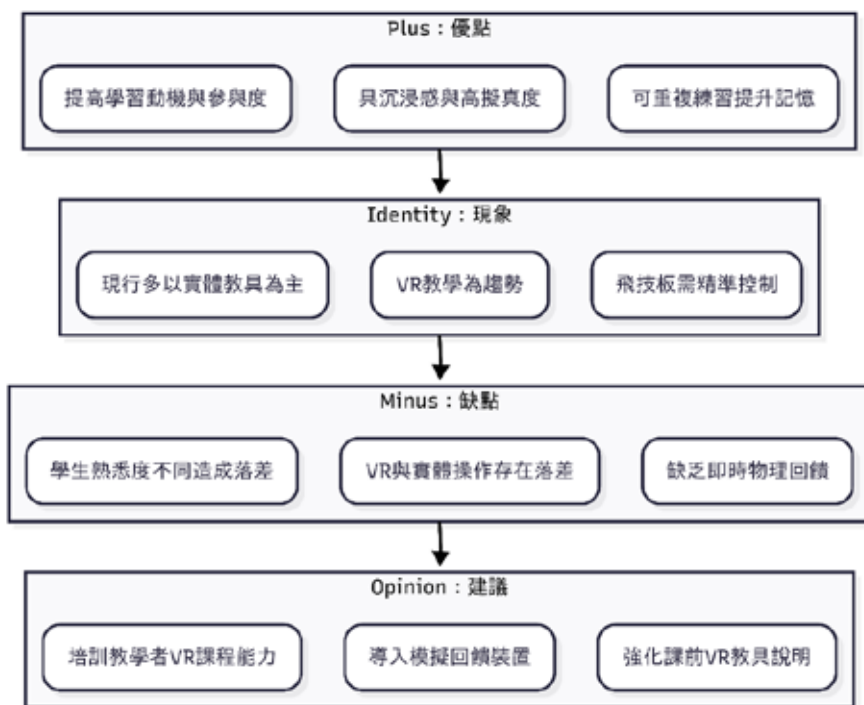 Plus：優點
提高學習動機與參與度
具沉浸感與高擬真度
可重複練習提升記憶
Identity：現象
現行多以實體教具為主
VR教學為趨勢
飛技板需精準控制
Minus：缺點
學生熟悉度不同造成落差
VR與實體操作存在落差
缺乏即時物理回饋
Opinion：建議
培訓教學者VR課程能力
導入模擬回饋裝置
強化課前VR教具說明